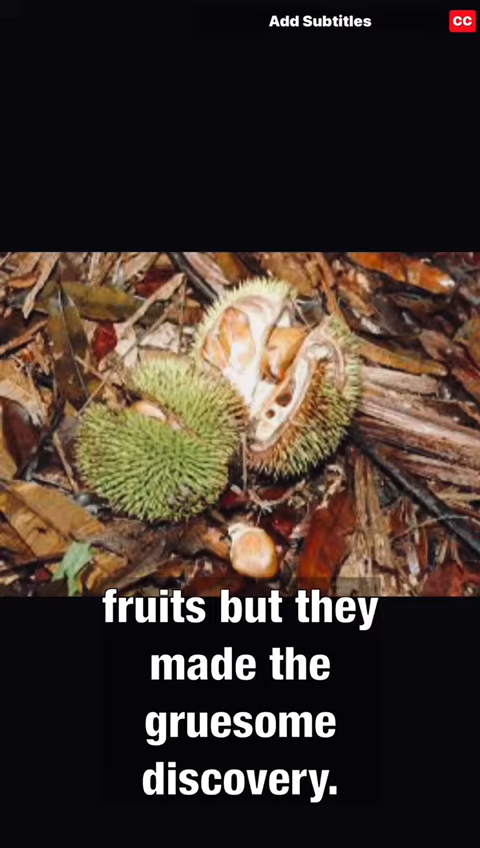 Add Subtitles
CC
fruits but they
made the
gruesome
discovery.